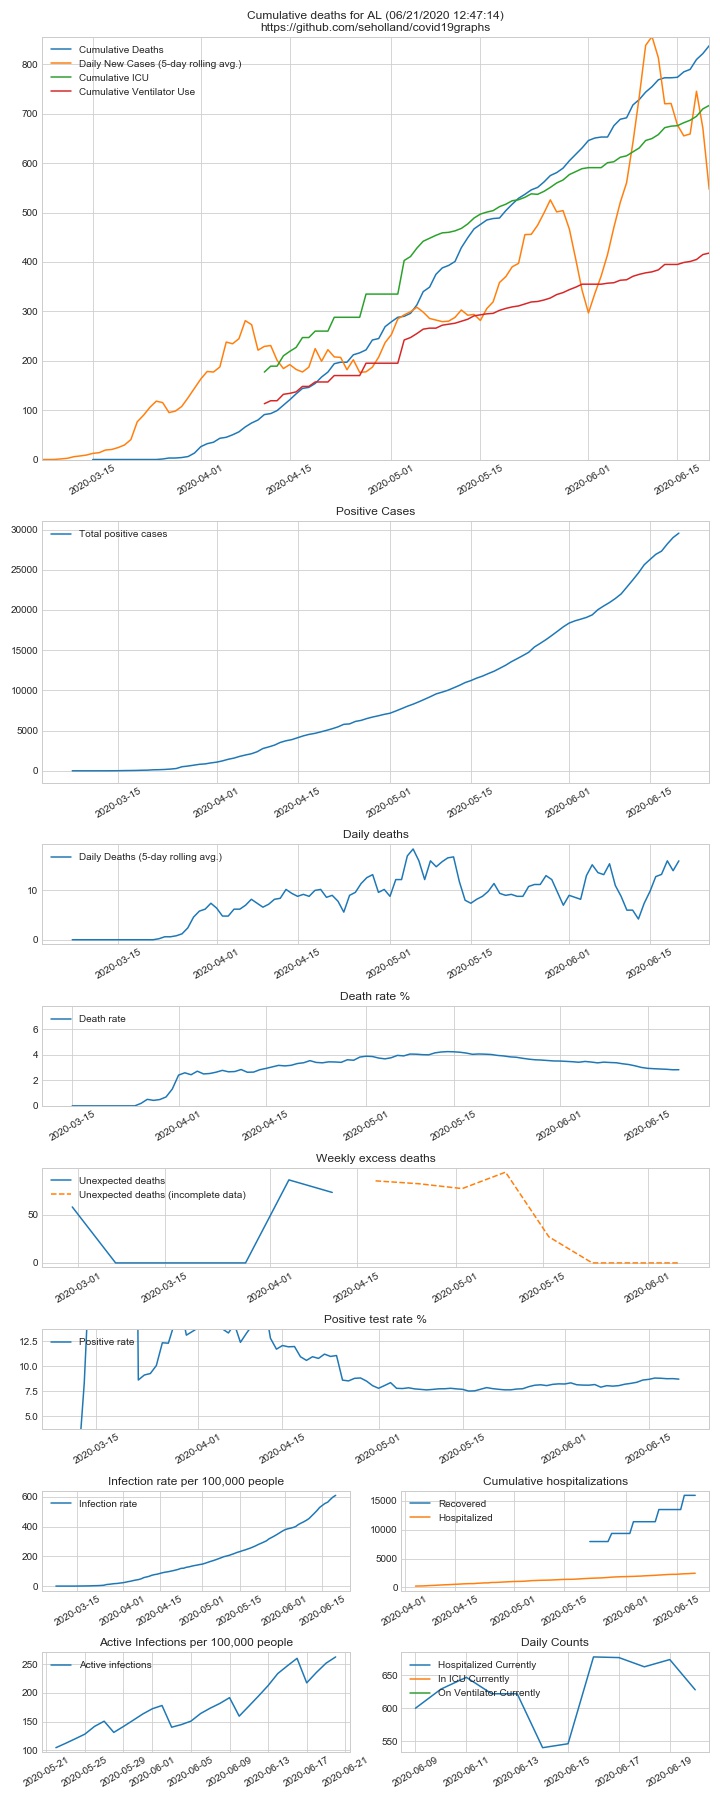 Cumulative deaths for AL (06/21/2020 12:47:14)
https://github.com/seholland/covid19graphs
Cumulative Deaths
Daily New Cases (5-day rolling avg.)
Cumulative ICU
Cumulative Ventilator Use
800
700
600
500
400
300
200
100
0
2020-03-15 2020-04-01 2020-04-15 2020-05-01 2020-05-15 2020-06-01 2020-06-15
Positive Cases
Total positive cases
30000
25000
20000
15000
10000
5000
0
2020-03-15 2020-04-01 2020-04-15 2020-05-01 2020-05-15 2020-06-01 2020-06-15
Daily deaths
Daily Deaths (5-day rolling avg.)
10
0
2020-03-15 2020-04-01 2020-04-15 2020-05-01 2020-05-15 2020-06-01 2020-06-15
Death rate %
Death rate
6
4
2
0
2020-03-15 2020-04-01 2020-04-15 2020-05-01 2020-05-15 2020-06-01 2020-06-15
Weekly excess deaths
Unexpected deaths
Unexpected deaths (incomplete data)
50
0
2020-03-01 2020-03-15 2020-04-01 2020-04-15 2020-05-01 2020-05-15 2020-06-01
Positive test rate %
Positive rate
12.5
10.0
7.5
5.0
2020-03-15 2020-04-01 2020-04-15 2020-05-01 2020-05-15 2020-06-01 2020-06-15
Infection rate per 100,000 people
Infection rate
600
400
200
0
2020-03-15 2020-04-01 2020-04-15 2020-05-01 2020-05-15 2020-06-01 2020-06-15
Cumulative hospitalizations
Recovered
Hospitalized
15000
10000
5000
0
2020-04-01 2020-04-15 2020-05-01 2020-05-15 2020-06-01 2020-06-15
Active Infections per 100,000 people
Active infections
250
200
150
100
2020-05-21 2020-05-25 2020-05-29 2020-06-01 2020-06-05 2020-06-09 2020-06-13 2020-06-17 2020-06-21
Daily Counts
Hospitalized Currently
In ICU Currently
On Ventilator Currently
650
600
550
2020-06-09 2020-06-11 2020-06-13 2020-06-15 2020-06-17 2020-06-19